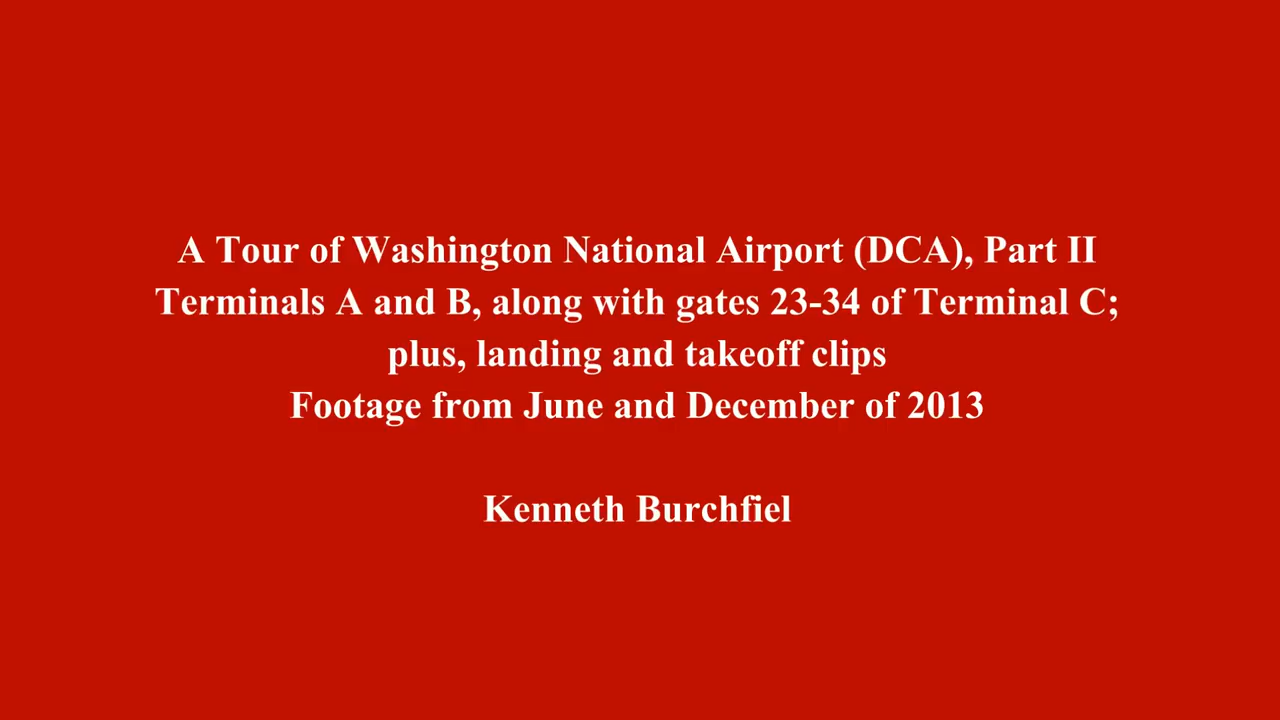 A Tour of Washington National Airport (DCA), Part II
Terminals A and B, along with gates 23-34 of Terminal C;
plus, landing and takeoff clips
Footage from June and December of 2013
Kenneth Burchfiel